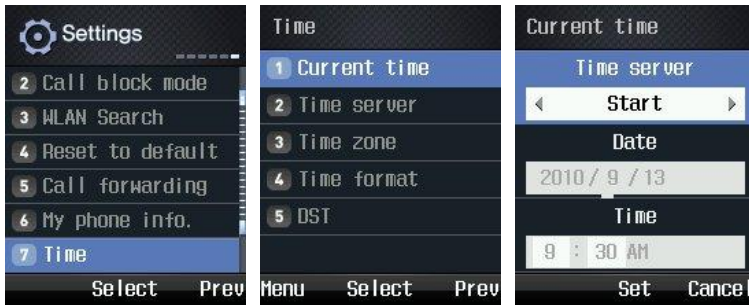 Settings
2 Call block mode
3 WLAN Search
4 Reset to default
5 Call forwarding
6 My phone info.
7 Time
Select Prev
Time
1 Current time
2 Time server
3 Time zone
4 Time format
5 DST
Menu Select Prev
Current time
Time server
Start
Date
2010 / 9 / 13
Time
9 : 30 AM
Set Cancel